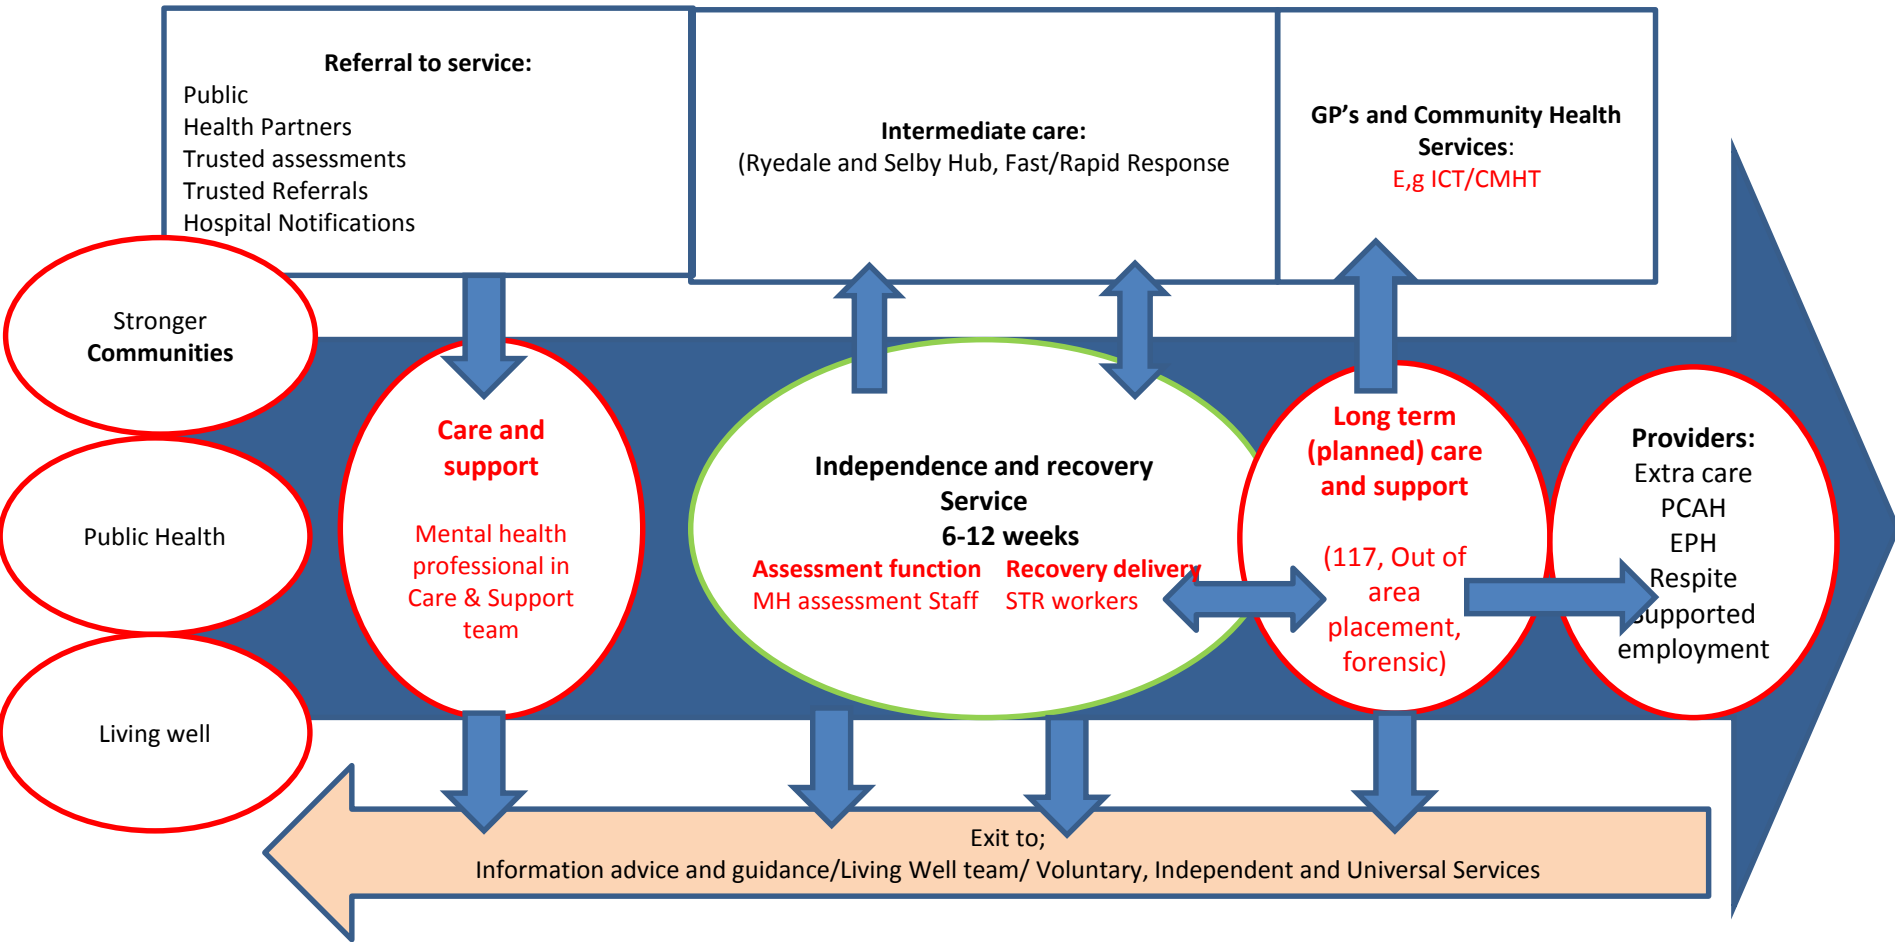 Referral to service:
Public
Health Partners
Trusted assessments
Trusted Referrals
Hospital Notifications
Intermediate care:
(Ryedale and Selby Hub, Fast/Rapid Response
GP's and Community Health
Services:
E,g ICT/CMHT
Stronger
Communities
Public Health
Living well
Care and
support
Mental health
professional in
Care & Support
team
Independence and recovery
Service
6-12 weeks
Assessment function Recovery delivery
MH assessment Staff STR workers
Long term
(planned) care
and support
(117, Out of
area
placement,
forensic)
Providers:
Extra care
PCAH
EPH
Respite
Supported
employment
Exit to;
Information advice and guidance/Living Well team/ Voluntary, Independent and Universal Services